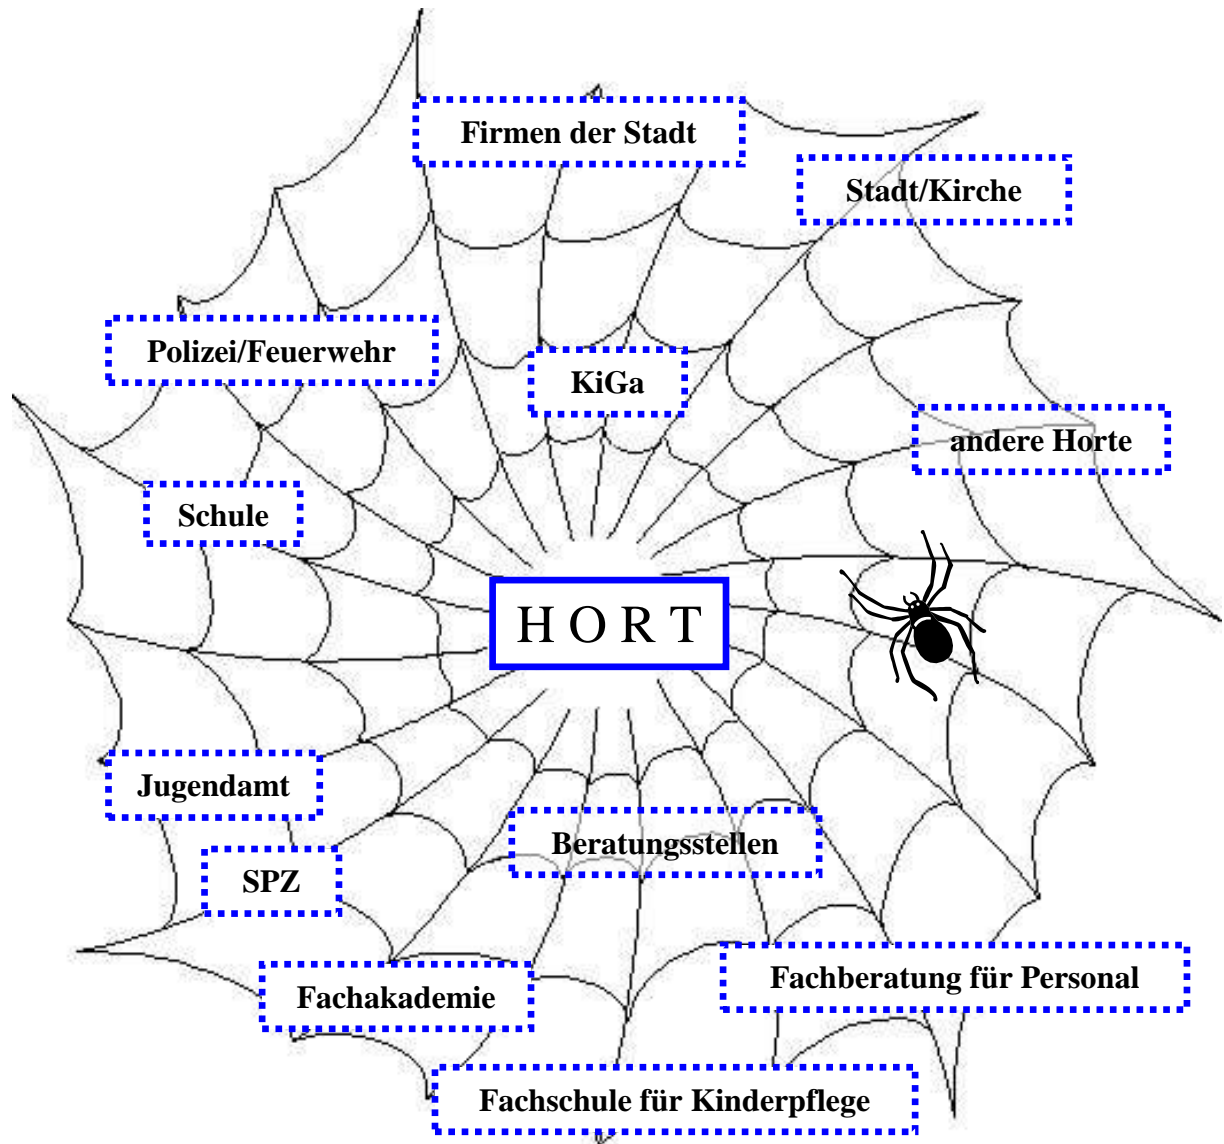 Firmen der Stadt
Stadt/Kirche
Polizei/Feuerwehr
KiGa
andere Horte
Schule
H O R T
Jugendamt
Beratungsstellen
SPZ
Fachberatung für Personal
Fachakademie
Fachschule für Kinderpflege